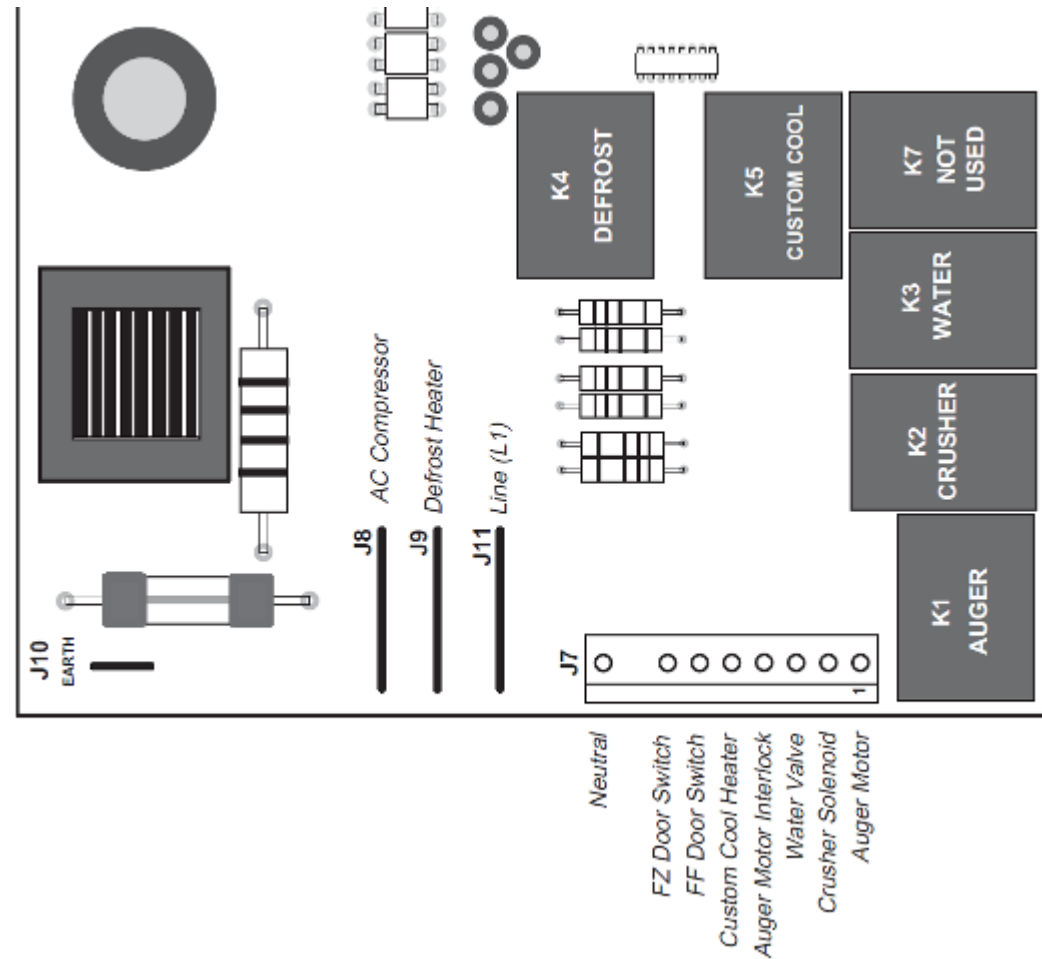 K4
DEFROST
K5
CUSTOM COOL
K7
NOT
USED
K3
WATER
K2
CRUSHER
K1
AUGER
J8
AC Compressor
J9
Defrost Heater
J11
Line (L1)
J10
EARTH
J7
1
Neutral
FZ Door Switch
FF Door Switch
Custom Cool Heater
Auger Motor Interlock
Water Valve
Crusher Solenoid
Auger Motor